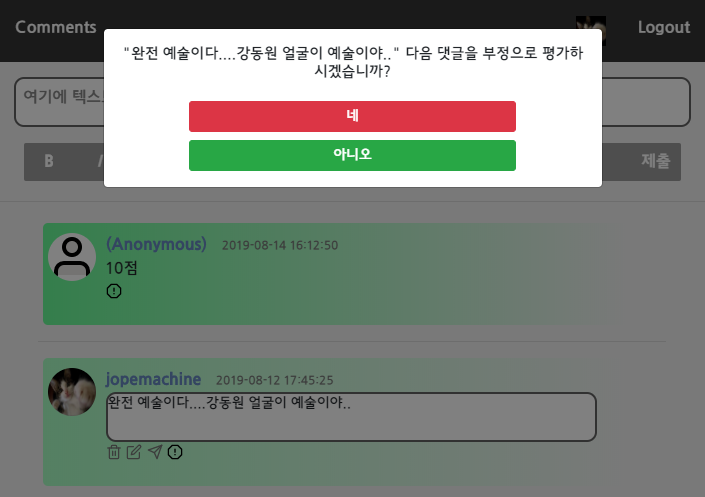 Comments
Logout
"완전 예술이다....강동원 얼굴이 예술이야.." 다음 댓글을 부정으로 평가하
시겠습니까?
여기에 텍스
네
아니오
B
I
제출
(Anonymous) 2019-08-14 16:12:50
10점
jopemachine 2019-08-12 17:45:25
완전 예술이다....강동원 얼굴이 예술이야..